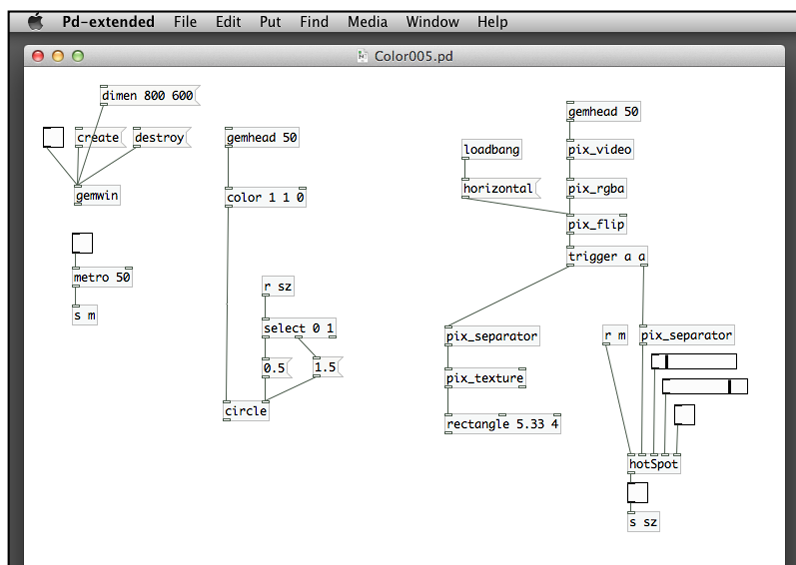 Pd-extended File Edit Put Find Media Window Help
Color005.pd
dimen 800 600
create
destroy
gemwin
metro 50
s m
gemhead 50
color 1 1 0
r sz
select 0 1
0.5
1.5
circle
gemhead 50
loadbang
pix_video
horizontal
pix_rgba
pix_flip
trigger a a
pix_separator
r m
pix_separator
pix_texture
rectangle 5.33 4
hotSpot
s sz